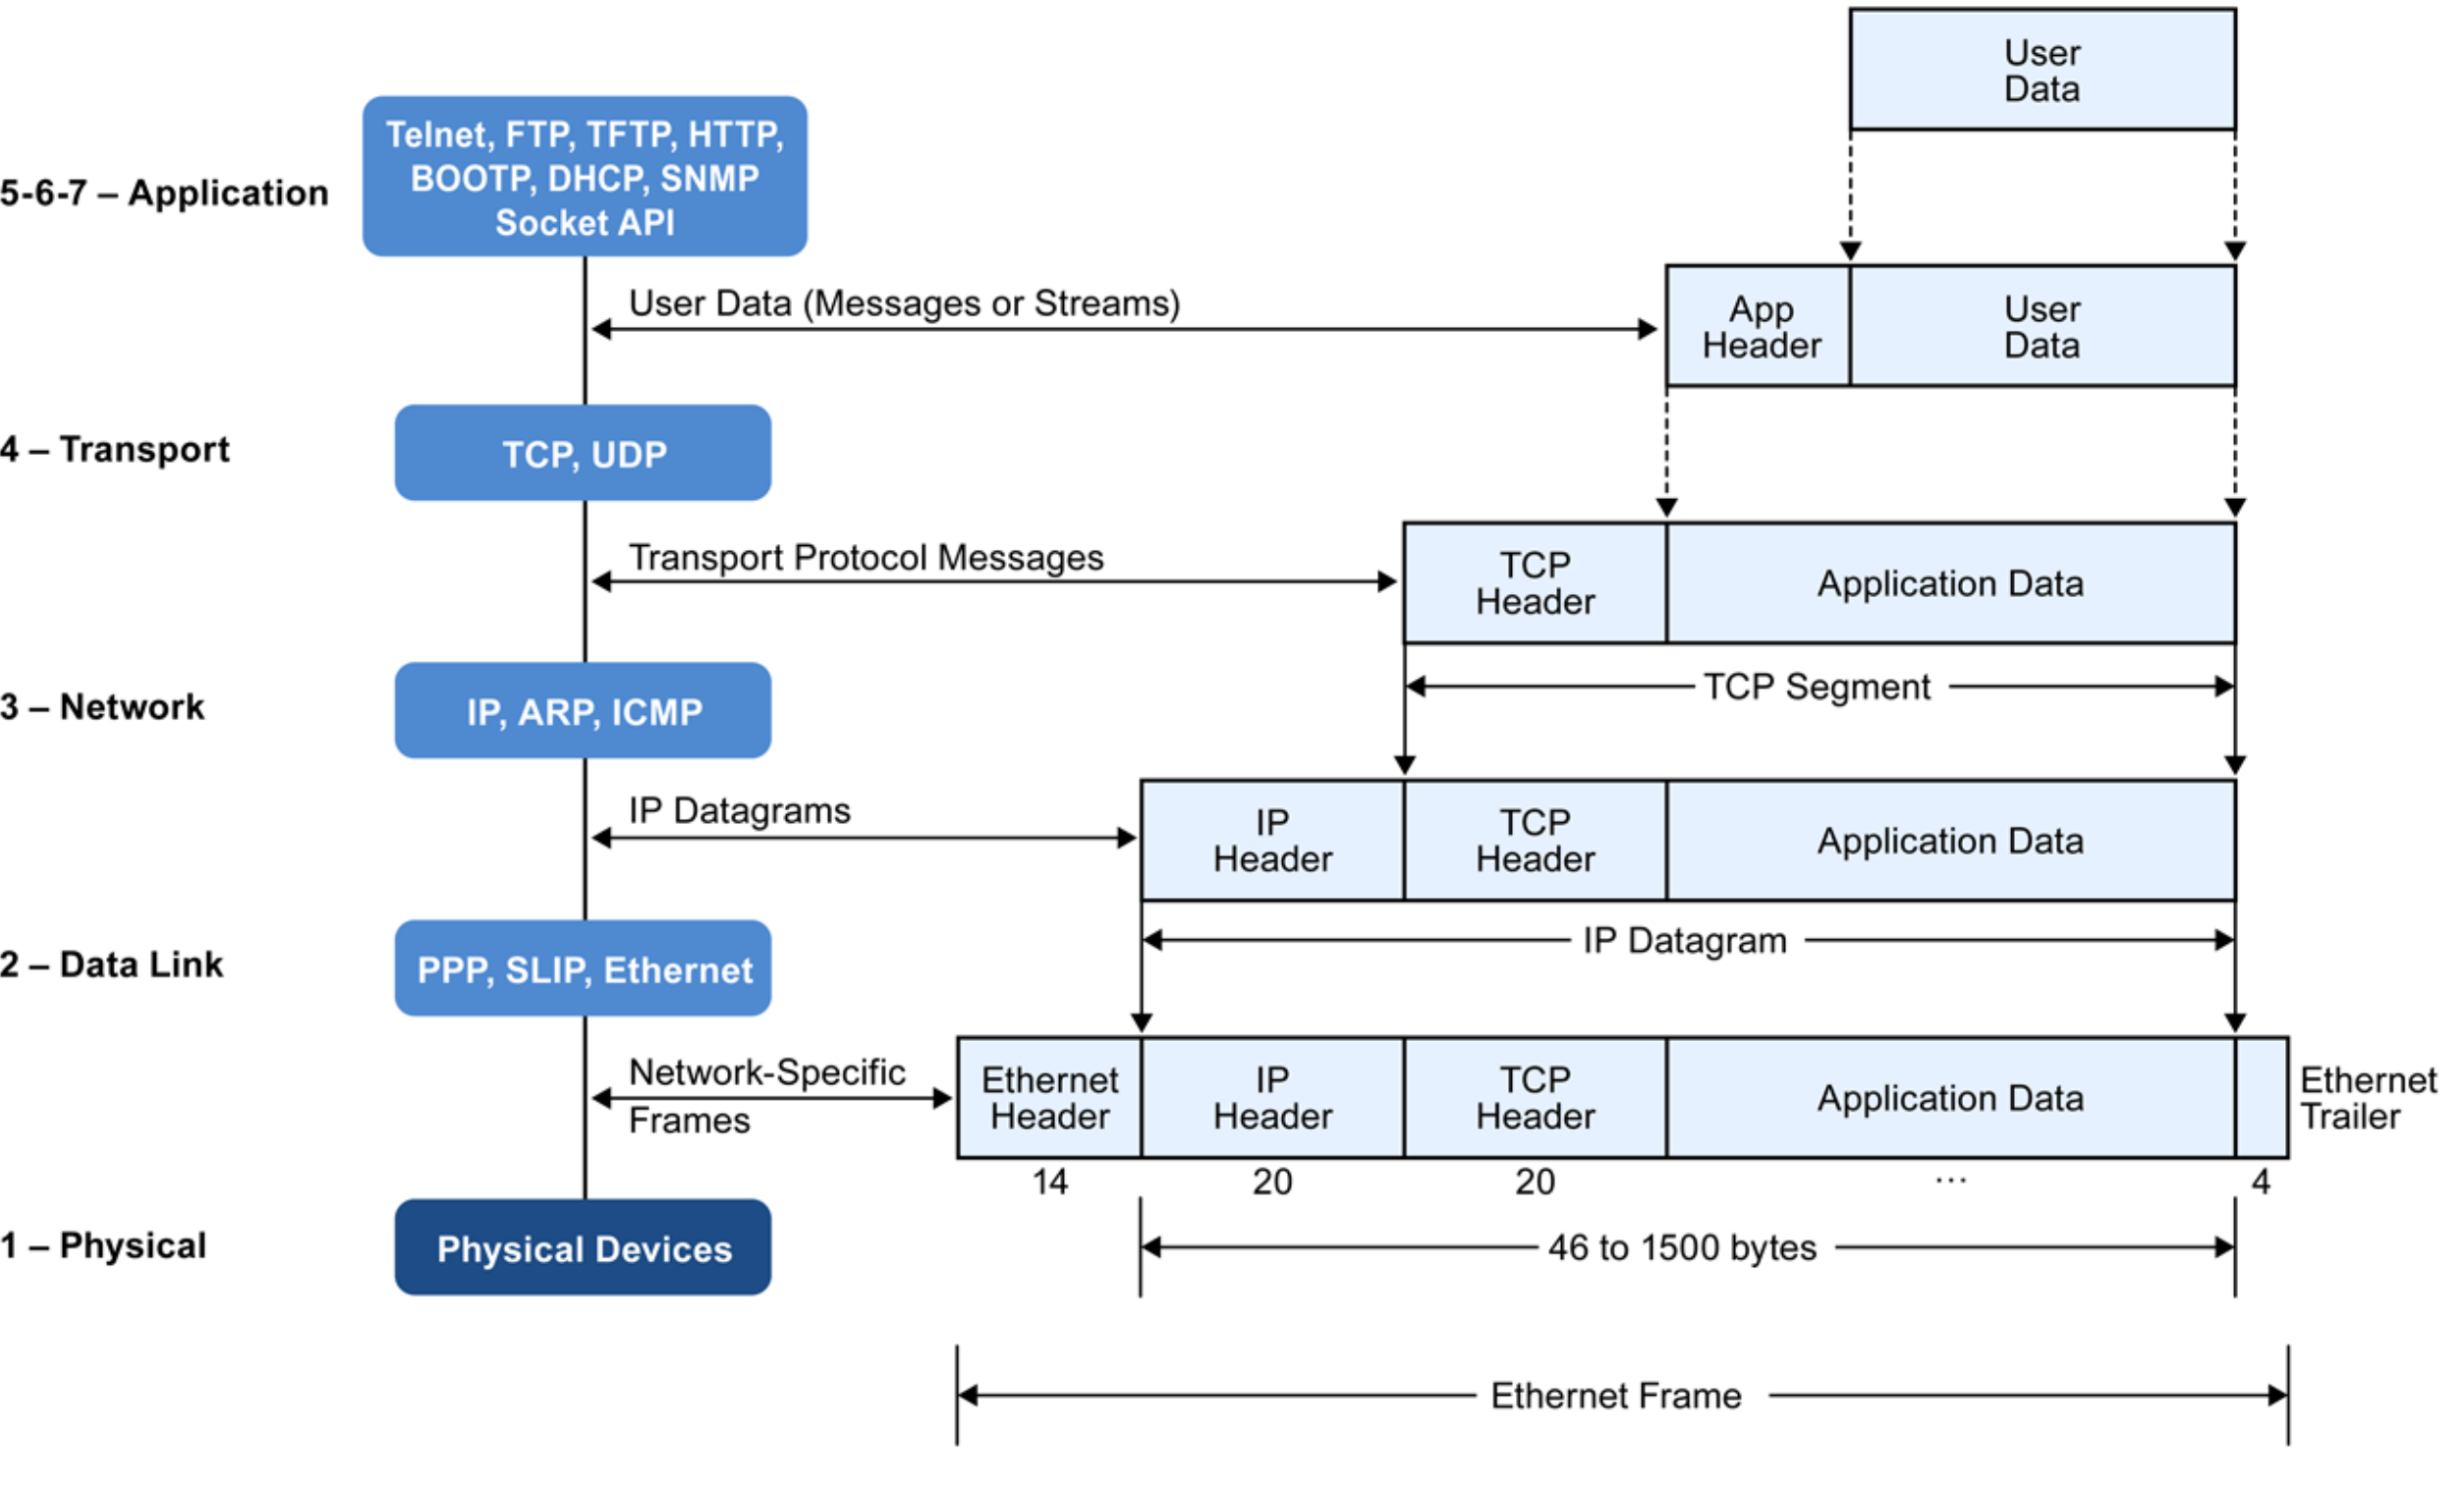 User
Data
Telnet, FTP, TFTP, HTTP,
BOOTP, DHCP, SNMP
Socket API
5-6-7 – Application
User Data (Messages or Streams)
App
Header
User
Data
4 – Transport
TCP, UDP
Transport Protocol Messages
TCP
Header
Application Data
TCP Segment
3 – Network
IP, ARP, ICMP
IP Datagrams
IP
Header
TCP
Header
Application Data
IP Datagram
2 – Data Link
PPP, SLIP, Ethernet
Network-Specific
Frames
Ethernet
Header
IP
Header
TCP
Header
Application Data
Ethernet
Trailer
14
20
20
...
4
1 – Physical
Physical Devices
46 to 1500 bytes
Ethernet Frame